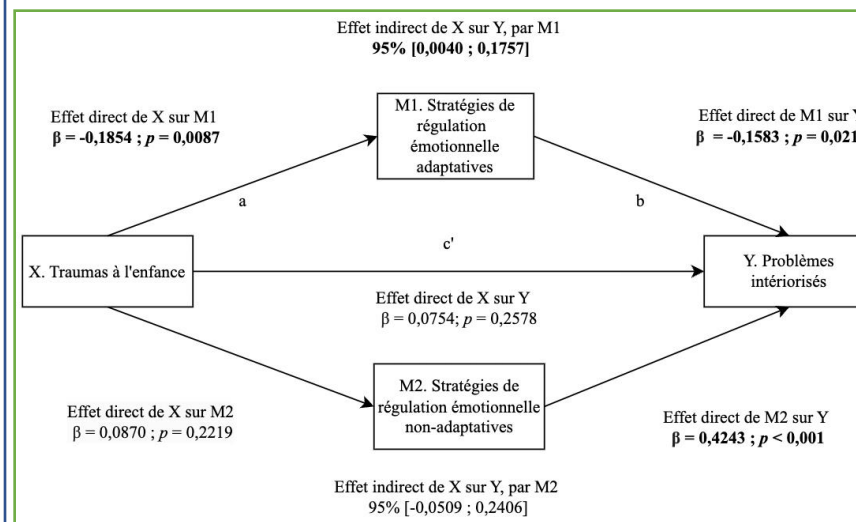 Effet indirect de X sur Y, par M1
95% [0,0040 ; 0,1757]
Effet direct de X sur M1
β = -0,1854 ; p = 0,0087
M1. Stratégies de
régulation
émotionnelle
adaptatives
Effet direct de M1 sur Y
β = -0,1583 ; p = 0,021
a
b
c'
X. Traumas à l'enfance
Y. Problèmes
intériorisés
Effet direct de X sur Y
β = 0,0754; p = 0,2578
M2. Stratégies de
régulation émotionnelle
non-adaptatives
Effet direct de X sur M2
β = 0,0870 ; p = 0,2219
Effet direct de M2 sur Y
β = 0,4243 ; p < 0,001
Effet indirect de X sur Y, par M2
95% [-0,0509 ; 0,2406]